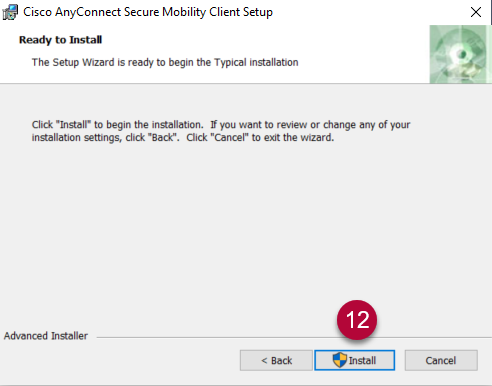 Cisco AnyConnect Secure Mobility Client Setup
Ready to Install
The Setup Wizard is ready to begin the Typical installation
Click "Install" to begin the installation. If you want to review or change any of your
installation settings, click "Back". Click "Cancel" to exit the wizard.
12
Advanced Installer
< Back
Install
Cancel